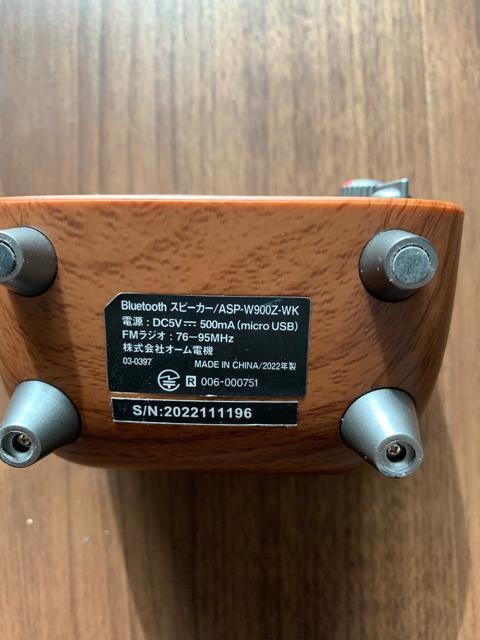 Bluetooth スピーカー/ASP-W900Z-WK
電源：DC5V⎓500mA (micro USB)
FMラジオ：76－95MHz
株式会社オーム電機
03-0397 MADE IN CHINA/2022年製
R 006-000751
S/N:2022111196